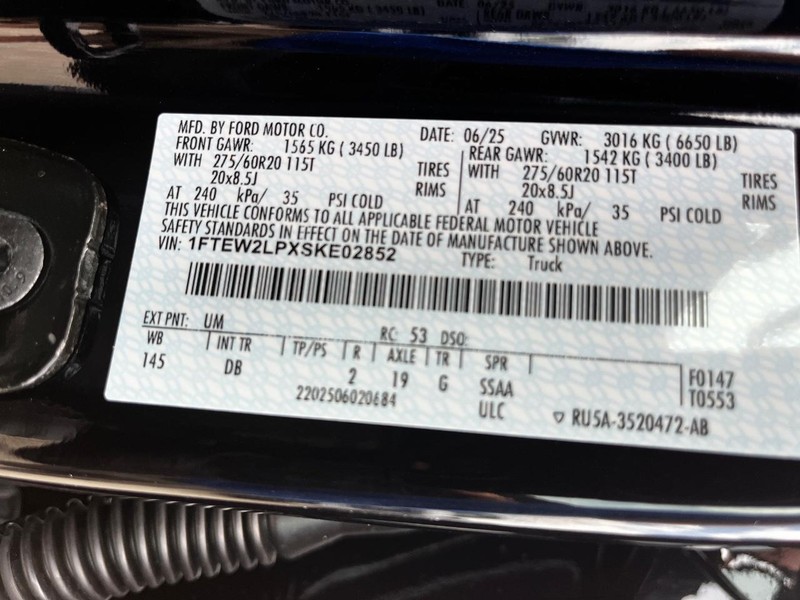 MFD. BY FORD MOTOR CO. DATE: 06/25 GVWR: 3016 KG ( 6650 LB)
FRONT GAWR: 1565 KG ( 3450 LB) REAR GAWR: 1542 KG ( 3400 LB)
WITH 275/60R20 115T TIRES WITH 275/60R20 115T TIRES
20x8.5J RIMS 20x8.5J RIMS
AT 240 kPa/ 35 PSI COLD AT 240 kPa/ 35 PSI COLD
THIS VEHICLE CONFORMS TO ALL APPLICABLE FEDERAL MOTOR VEHICLE
SAFETY STANDARDS IN EFFECT ON THE DATE OF MANUFACTURE SHOWN ABOVE.
VIN: 1FTEW2LPXSKE02852 TYPE: Truck
EXT PNT: UM RC: 53 DSO:
WB INT TR TP/PS R AXLE TR SPR
145 DB 2 19 G SSAA F0147
2202506020684 ULC T0553
RU5A-3520472-AB